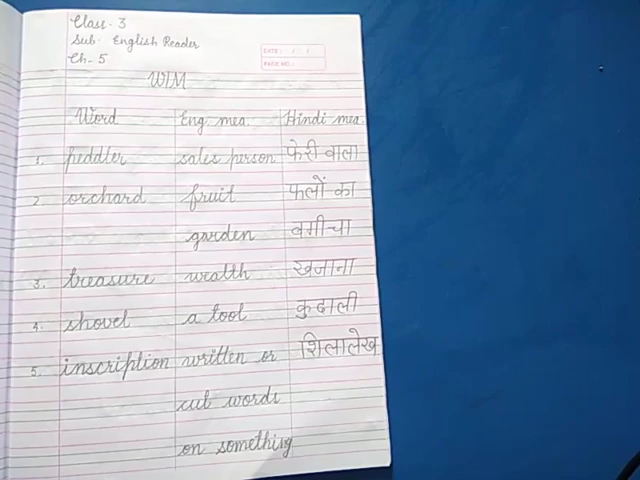 Class - 3
Sub- English Reader
Ch- 5
DATE: / /
PAGE NO.:
W/M
Word Eng mea. Hindi mea.
1. peddler sales person फेरी वाला
2. orchard fruit फलों का
garden बगीचा
3. treasure wealth खजाना
4. shovel a tool कुदाली
5. inscription written or शिलालेख
cut words
on something